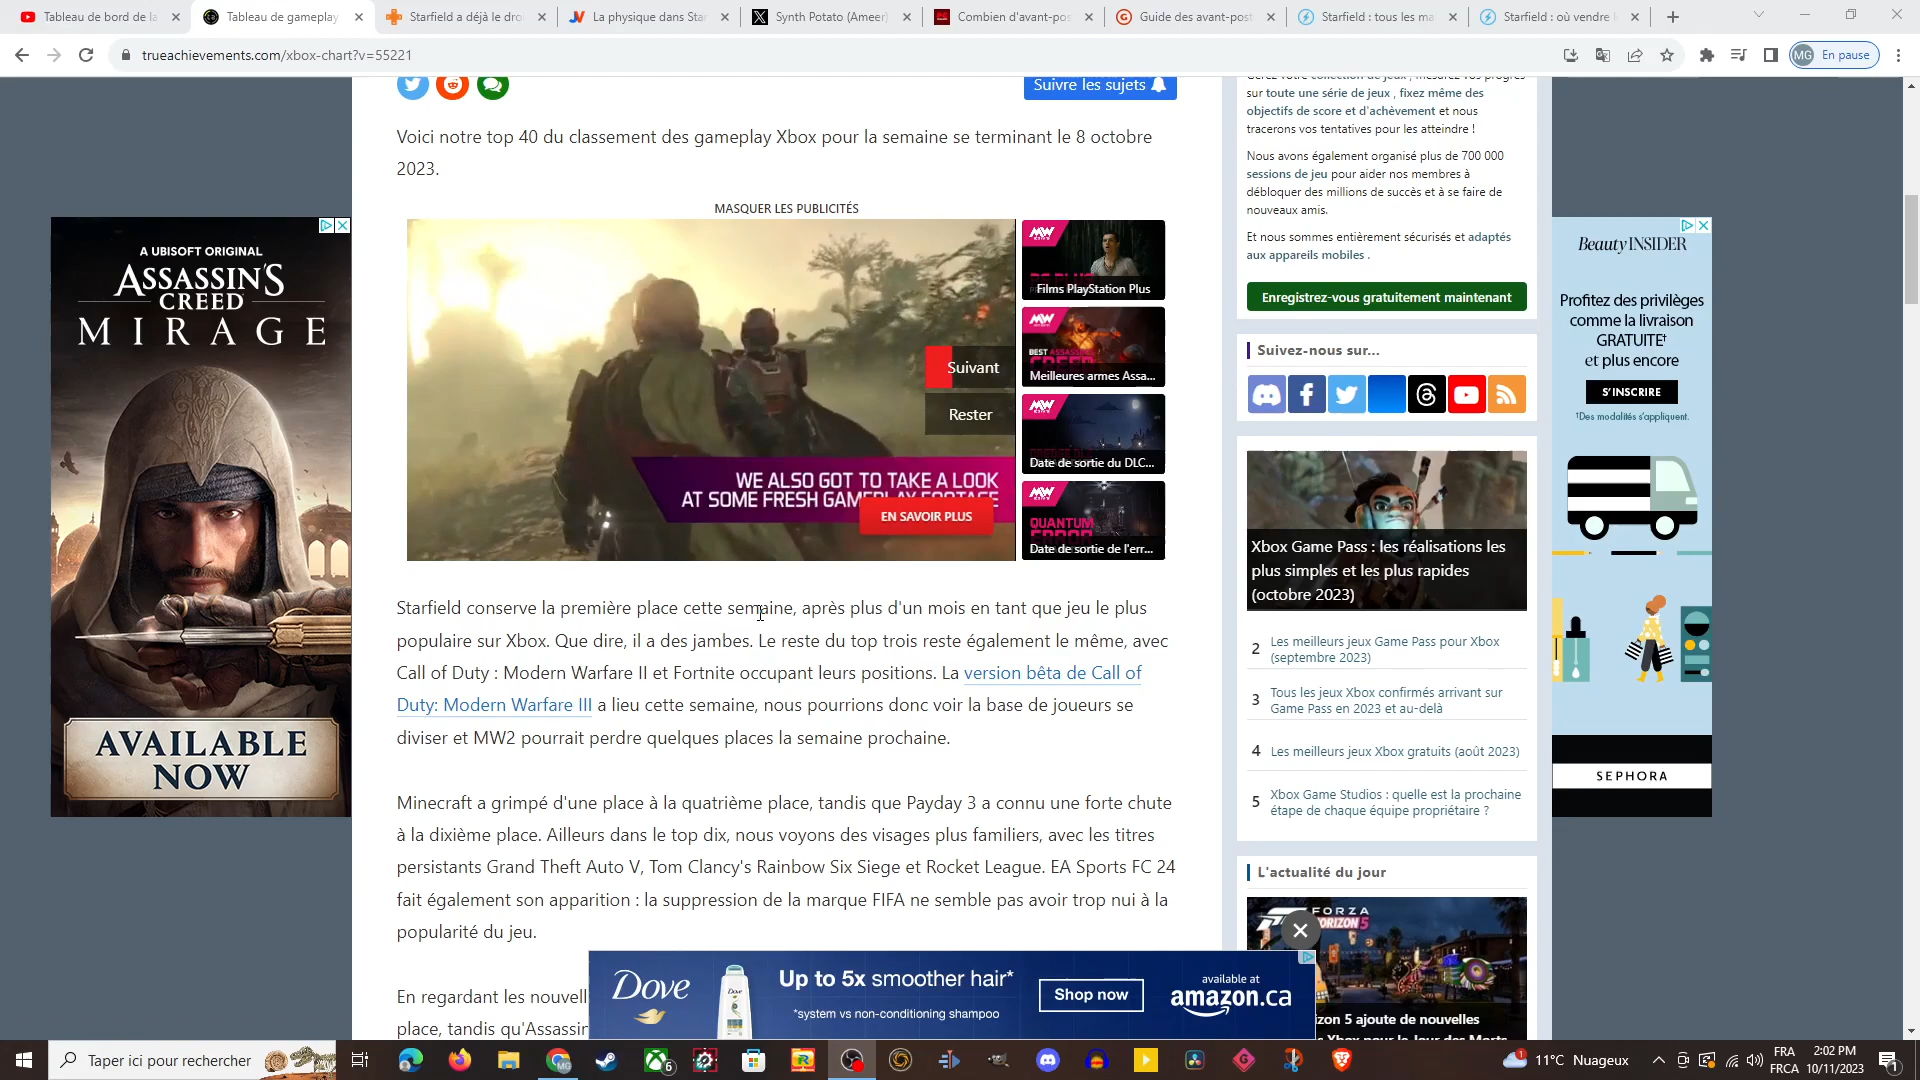 Tableau de bord de la
Tableau de gameplay
Starfield a déjà le droi
La physique dans Star
Synth Potato (Ameer)
Combien d'avant-pos
Guide des avant-post
Starfield : tous les ma
Starfield : où vendre l
trueachievements.com/xbox-chart?v=55221
MG En pause
Suivre les sujets
Voici notre top 40 du classement des gameplay Xbox pour la semaine se terminant le 8 octobre
2023.
MASQUER LES PUBLICITÉS
Suivant
Rester
WE ALSO GOT TO TAKE A LOOK
AT SOME FRESH GAMEPLAY FOOTAGE
EN SAVOIR PLUS
Films PlayStation Plus
Meilleures armes Assa...
Date de sortie du DLC...
QUANTUM
ERROR
Date de sortie de l'err...
Starfield conserve la première place cette semaine, après plus d'un mois en tant que jeu le plus
populaire sur Xbox. Que dire, il a des jambes. Le reste du top trois reste également le même, avec
Call of Duty : Modern Warfare II et Fortnite occupant leurs positions. La version bêta de Call of
Duty: Modern Warfare III a lieu cette semaine, nous pourrions donc voir la base de joueurs se
diviser et MW2 pourrait perdre quelques places la semaine prochaine.
Minecraft a grimpé d'une place à la quatrième place, tandis que Payday 3 a connu une forte chute
à la dixième place. Ailleurs dans le top dix, nous voyons des visages plus familiers, avec les titres
persistants Grand Theft Auto V, Tom Clancy's Rainbow Six Siege et Rocket League. EA Sports FC 24
fait également son apparition : la suppression de la marque FIFA ne semble pas avoir trop nui à la
popularité du jeu.
En regardant les nouvell
place, tandis qu'Assassin
A UBISOFT ORIGINAL
ASSASSIN'S
CREED
MIRAGE
AVAILABLE
NOW
Gérez votre collection de jeux , mesurez vos progrès
sur toute une série de jeux , fixez même des
objectifs de score et d'achèvement et nous
tracerons vos tentatives pour les atteindre !
Nous avons également organisé plus de 700 000
sessions de jeu pour aider nos membres à
débloquer des millions de succès et à se faire de
nouveaux amis.
Et nous sommes entièrement sécurisés et adaptés
aux appareils mobiles .
Enregistrez-vous gratuitement maintenant
Suivez-nous sur...
Xbox Game Pass : les réalisations les
plus simples et les plus rapides
(octobre 2023)
2 Les meilleurs jeux Game Pass pour Xbox
(septembre 2023)
3 Tous les jeux Xbox confirmés arrivant sur
Game Pass en 2023 et au-delà
4 Les meilleurs jeux Xbox gratuits (août 2023)
5 Xbox Game Studios : quelle est la prochaine
étape de chaque équipe propriétaire ?
L'actualité du jour
FORZA
HORIZON 5
izon 5 ajoute de nouvelles
Beauty INSIDER
Profitez des privilèges
comme la livraison
GRATUITE†
et plus encore
S'INSCRIRE
†Des modalités s'appliquent.
SEPHORA
Dove
Up to 5x smoother hair*
*system vs non-conditioning shampoo
Shop now
available at
amazon.ca
Taper ici pour rechercher
6
11°C Nuageux
FRA
FRCA
2:02 PM
10/11/2023
1